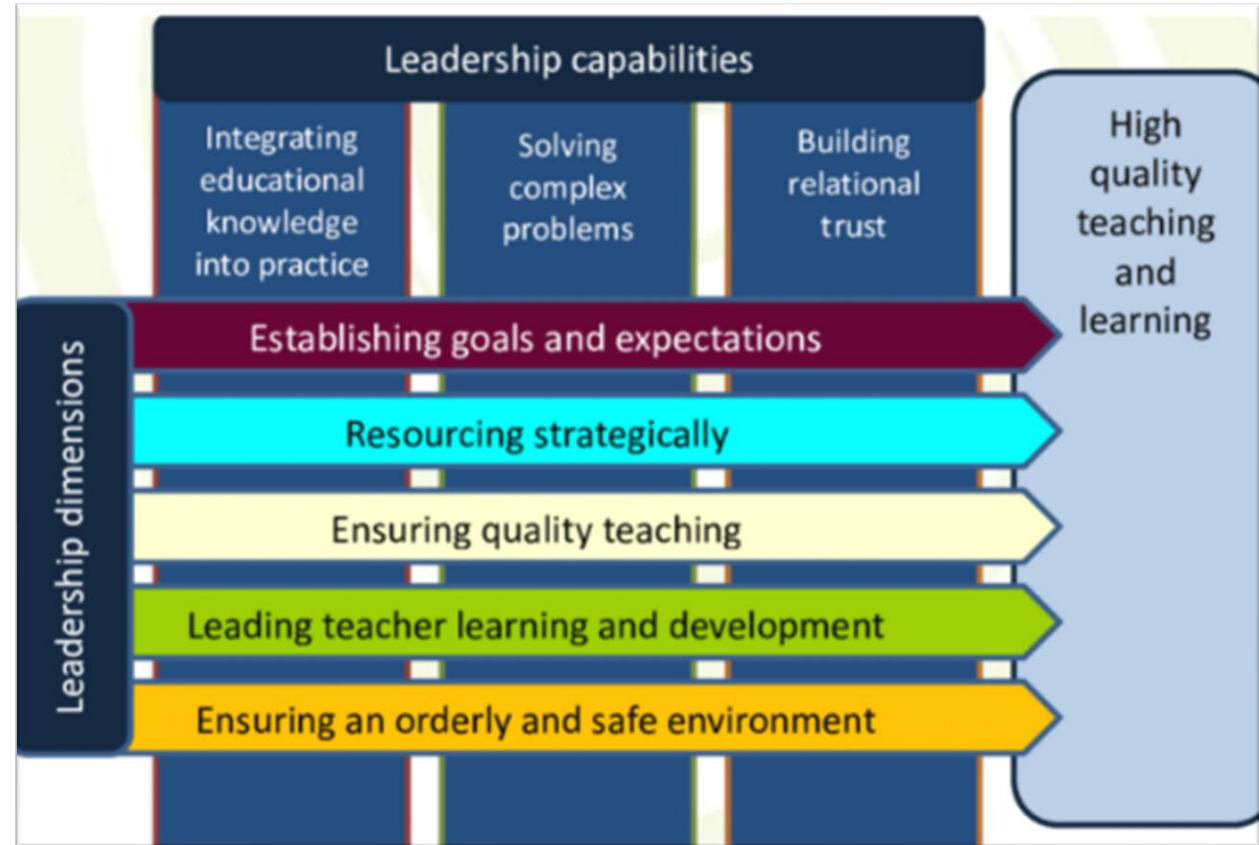 Leadership capabilities
Integrating
educational
knowledge
into practice
Solving
complex
problems
Building
relational
trust
High
quality
teaching
and
learning
Leadership dimensions
Establishing goals and expectations
Resourcing strategically
Ensuring quality teaching
Leading teacher learning and development
Ensuring an orderly and safe environment